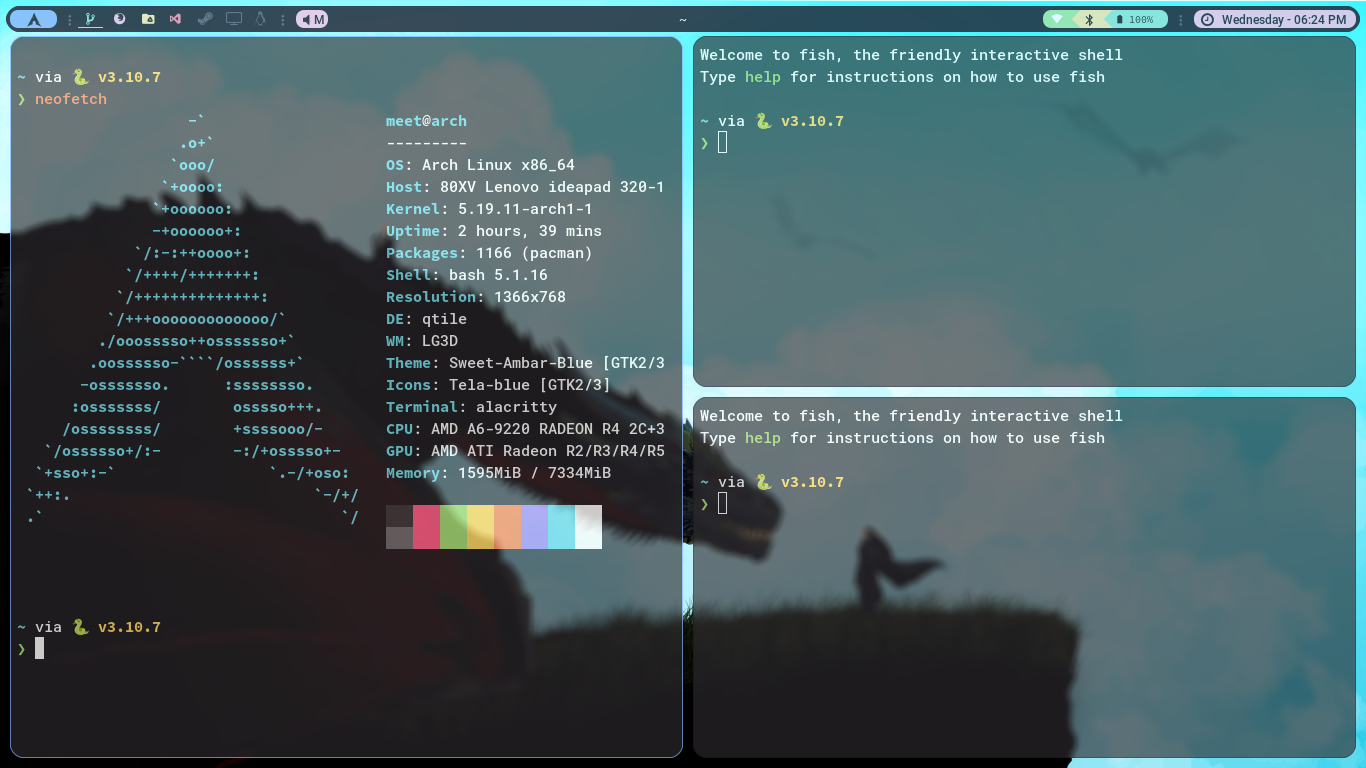 M
~
100%
Wednesday - 06:24 PM
~ via 🐍 v3.10.7
❯ neofetch
-`
.o+`
`ooo/
`+oooo:
`+oooooo:
-+oooooo+:
`/:-:++oooo+:
`/++++/+++++++:
`/++++++++++++++:
`/+++ooooooooooooo/`
./ooosssso++osssssso+`
.oossssso-````/ossssss+`
-osssssso.      :ssssssso.
:osssssss/        osssso+++.
/ossssssss/        +ssssooo/-
`/ossssso+/:-        -:/+osssso+-
`+sso+:-`                 `.-/+oso:
`++:.                           `-/+/
.`                                 `/
meet@arch
---------
OS: Arch Linux x86_64
Host: 80XV Lenovo ideapad 320-1
Kernel: 5.19.11-arch1-1
Uptime: 2 hours, 39 mins
Packages: 1166 (pacman)
Shell: bash 5.1.16
Resolution: 1366x768
DE: qtile
WM: LG3D
Theme: Sweet-Ambar-Blue [GTK2/3
Icons: Tela-blue [GTK2/3]
Terminal: alacritty
CPU: AMD A6-9220 RADEON R4 2C+3
GPU: AMD ATI Radeon R2/R3/R4/R5
Memory: 1595MiB / 7334MiB
~ via 🐍 v3.10.7
❯
Welcome to fish, the friendly interactive shell
Type help for instructions on how to use fish
~ via 🐍 v3.10.7
❯
Welcome to fish, the friendly interactive shell
Type help for instructions on how to use fish
~ via 🐍 v3.10.7
❯